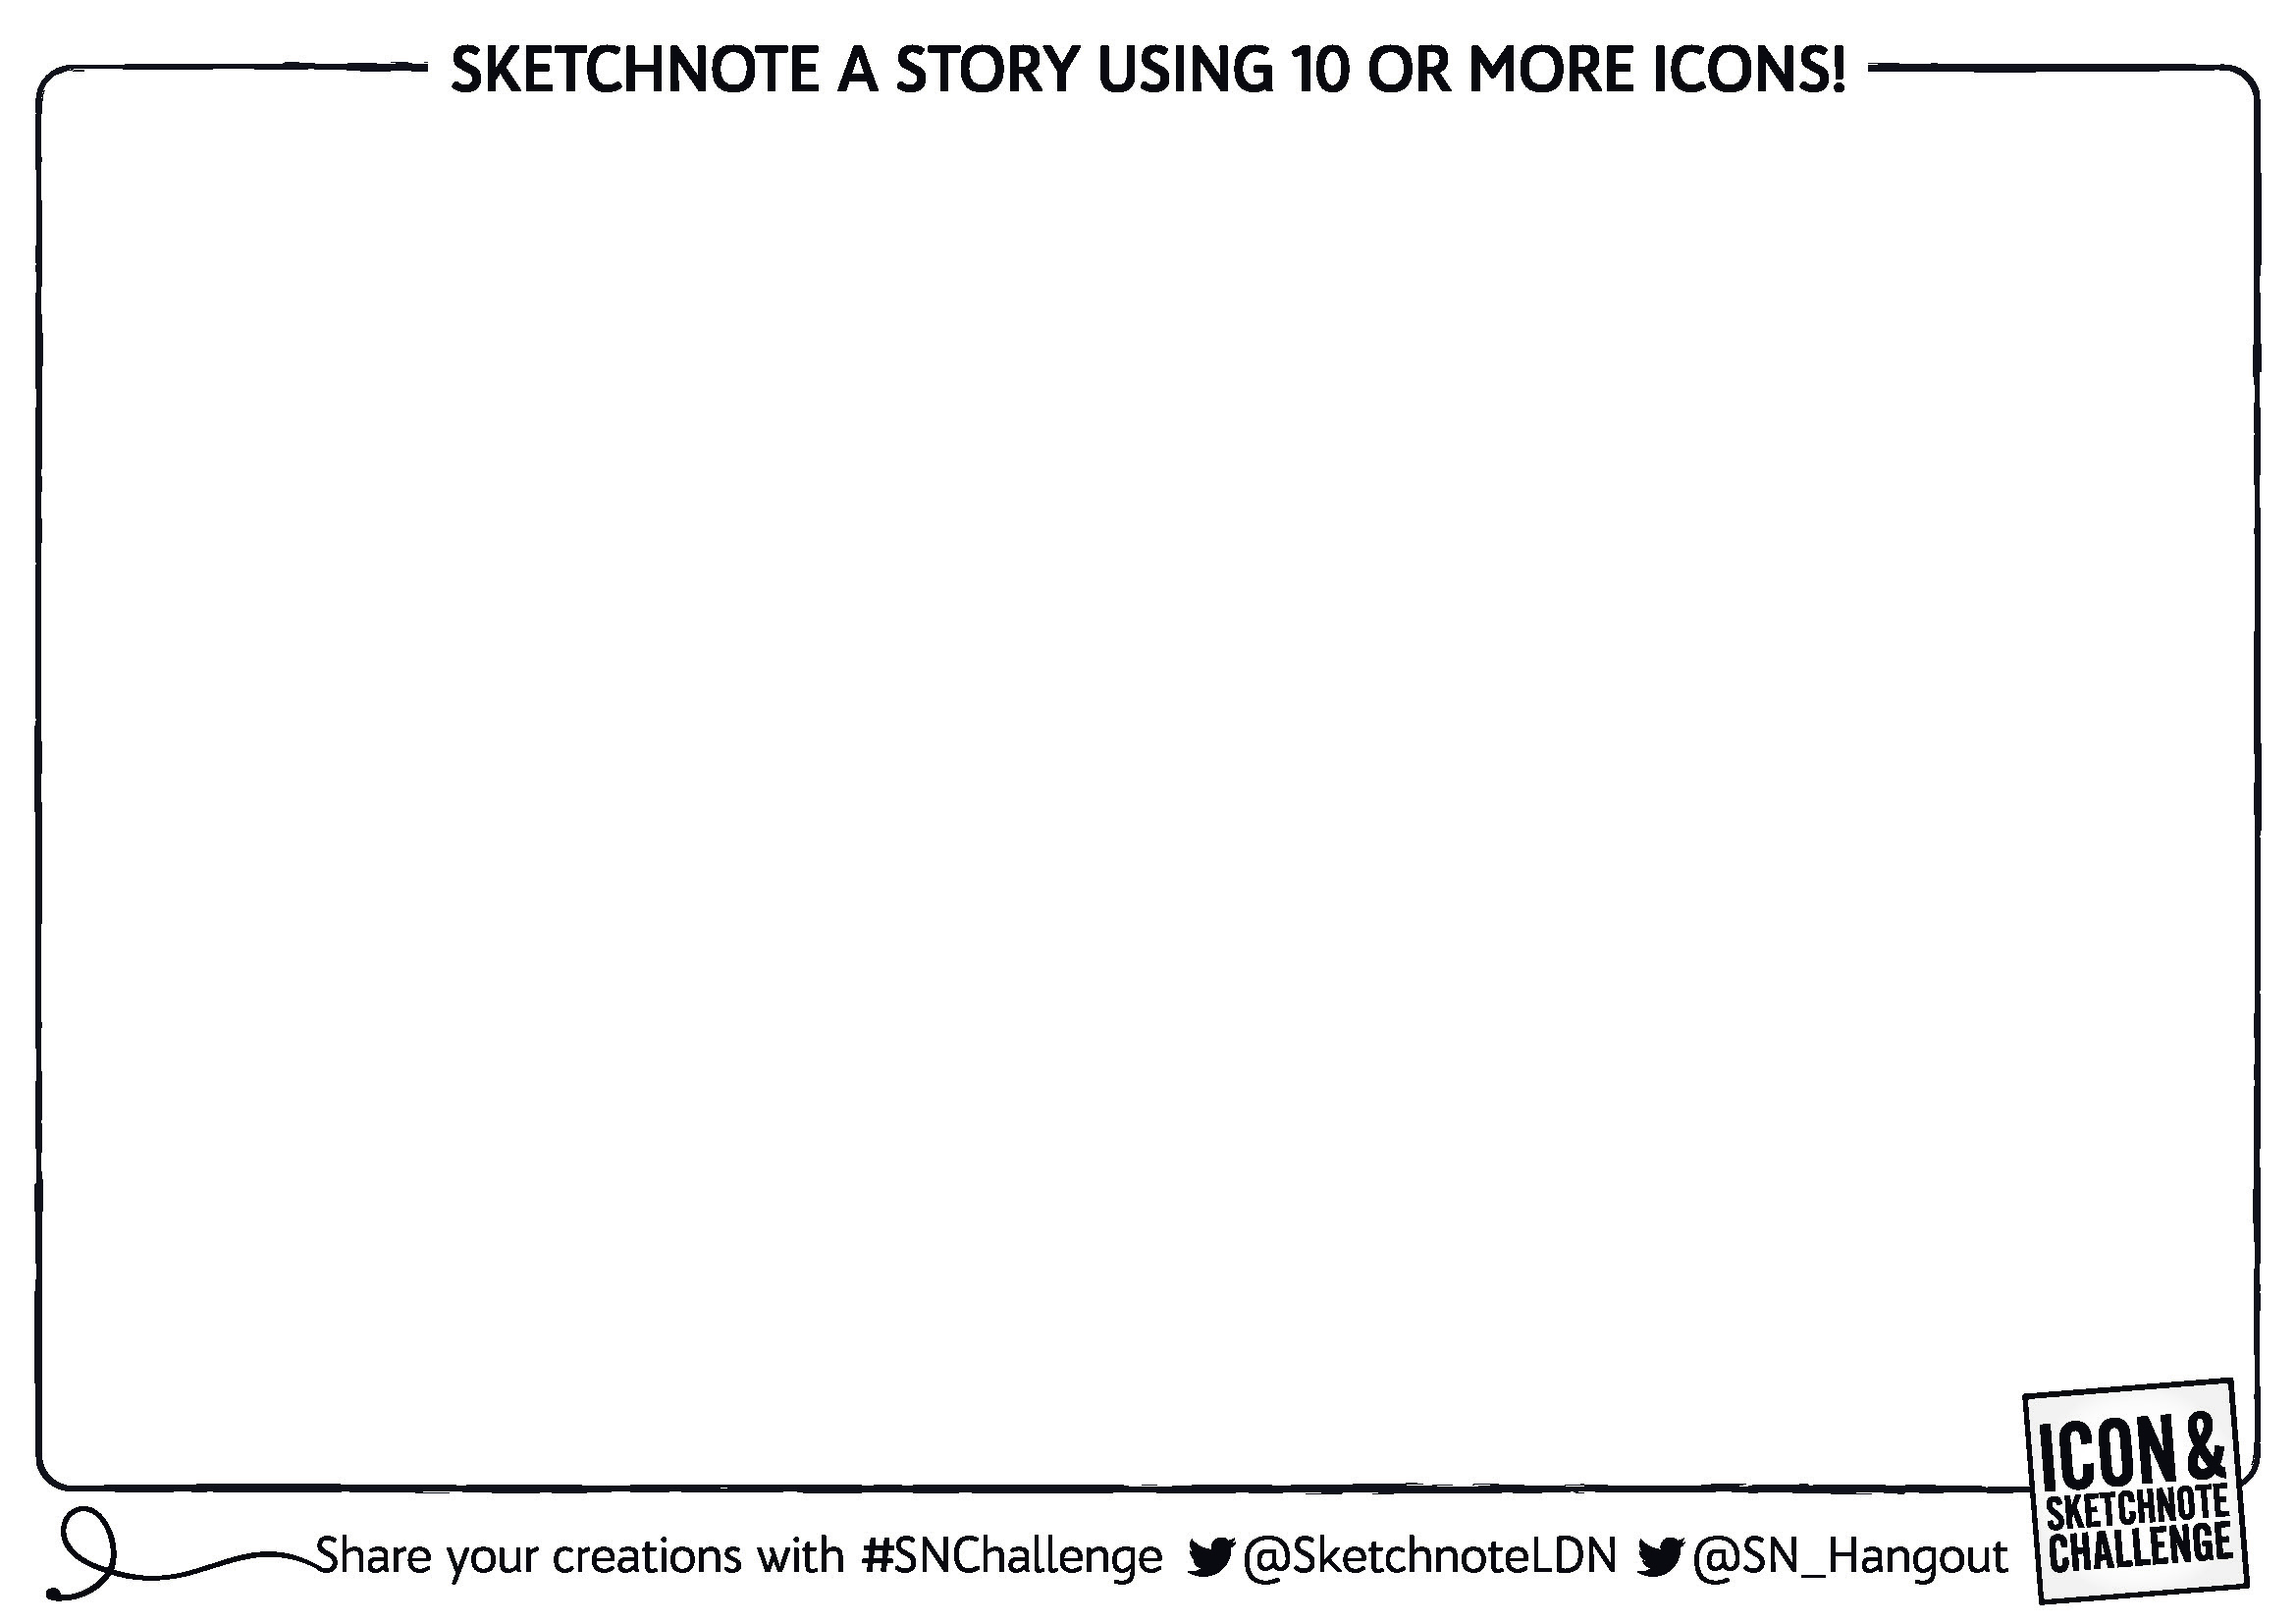 SKETCHNOTE A STORY USING 10 OR MORE ICONS!
Share your creations with #SNChallenge @SketchnoteLDN @SN_Hangout
ICON &
SKETCHNOTE
CHALLENGE